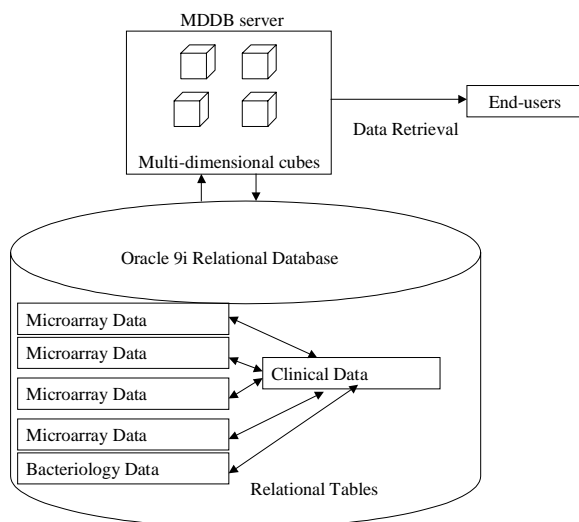 MDDB server
End-users
Data Retrieval
Multi-dimensional cubes
Oracle 9i Relational Database
Microarray Data
Microarray Data
Clinical Data
Microarray Data
Microarray Data
Bacteriology Data
Relational Tables